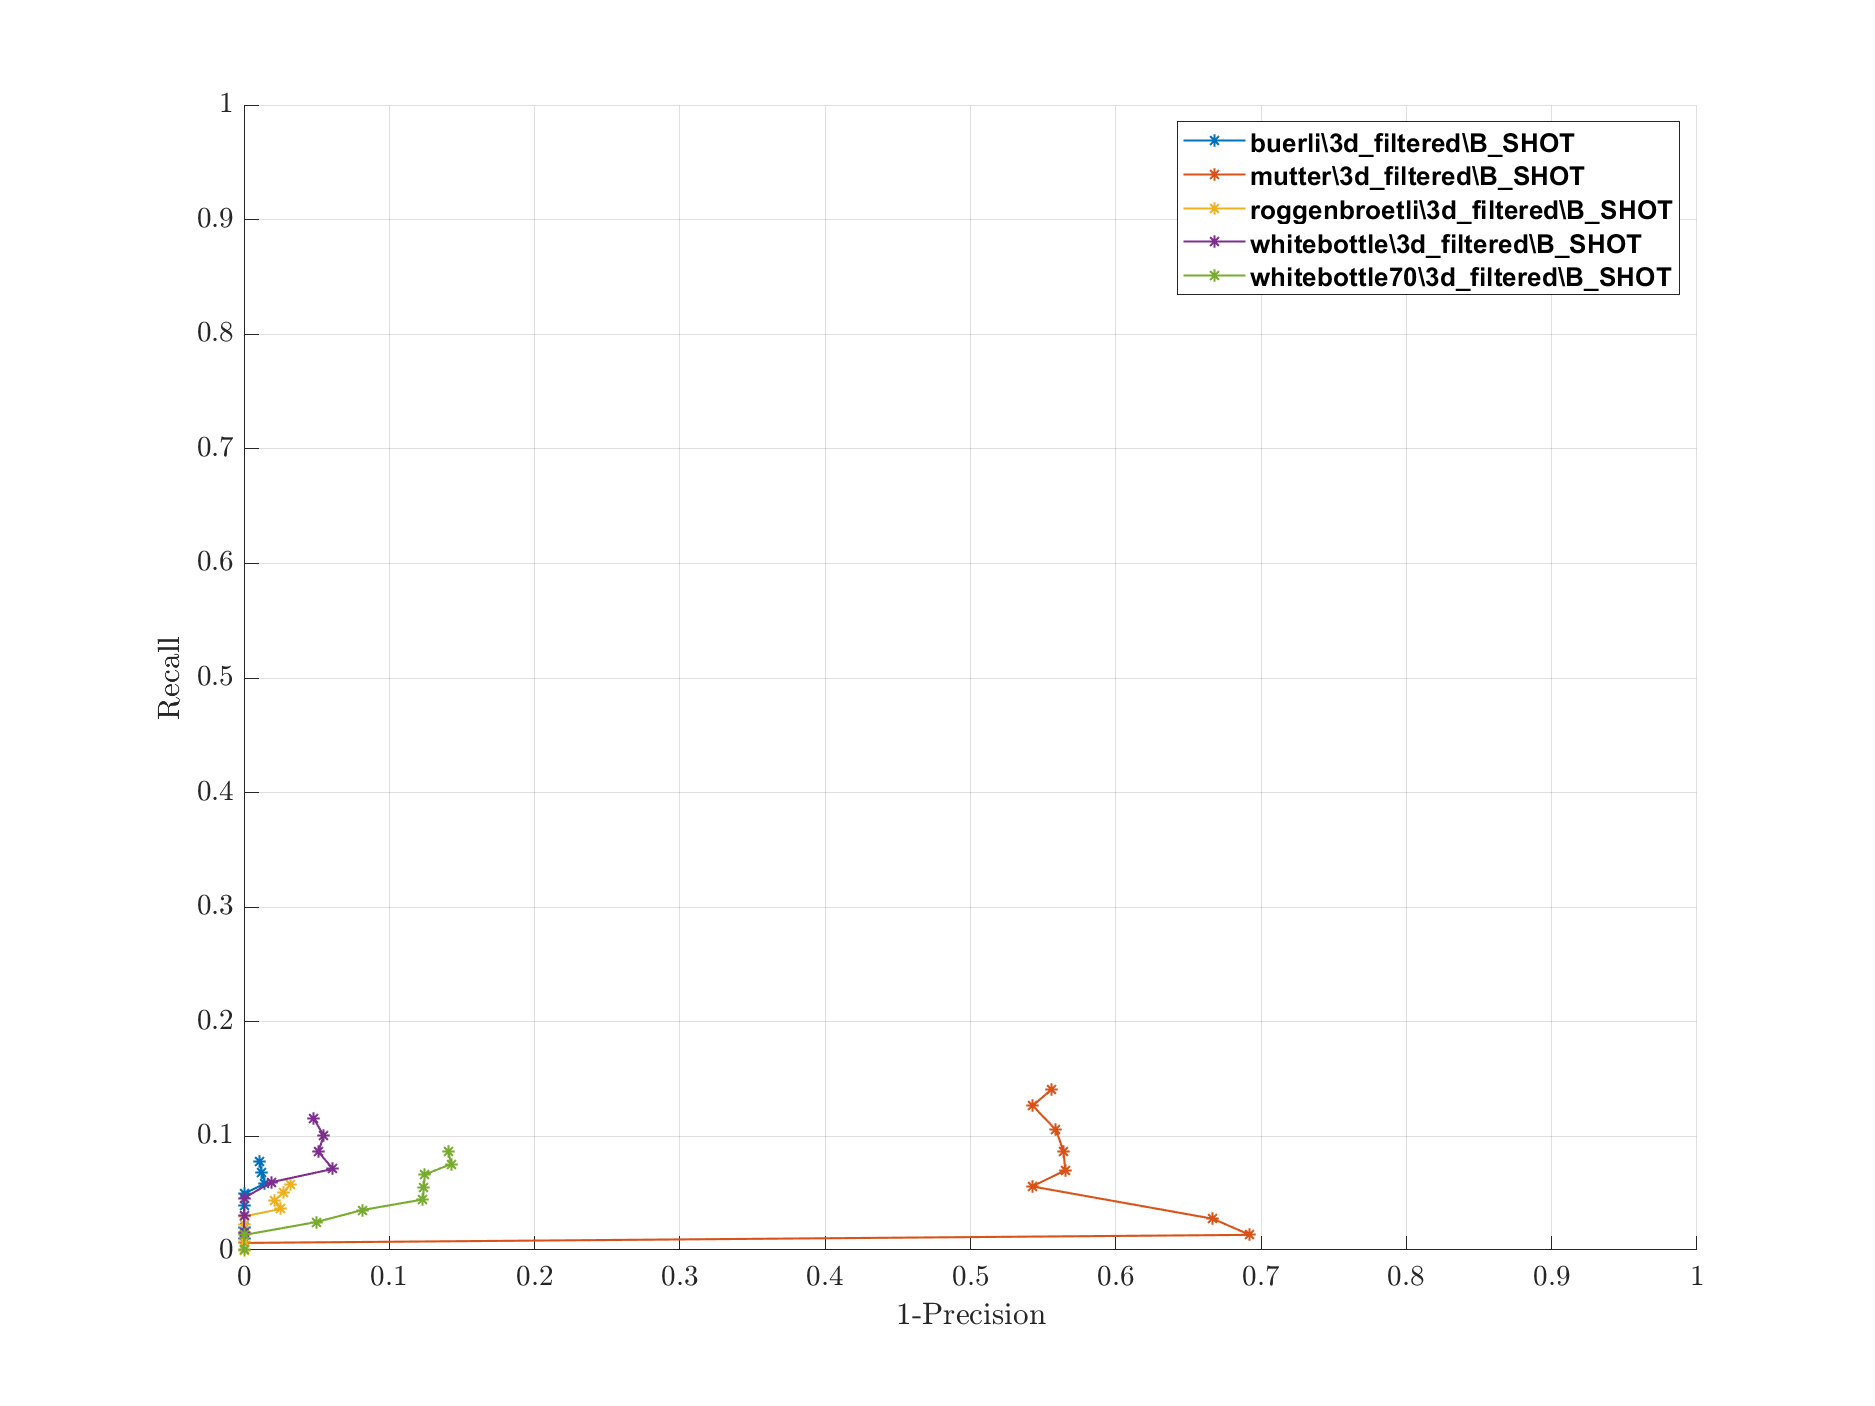 1
0.9
0.8
0.7
0.6
0.5
0.4
0.3
0.2
0.1
0
Recall
buerli\3d_filtered\B_SHOT
mutter\3d_filtered\B_SHOT
roggenbroetli\3d_filtered\B_SHOT
whitebottle\3d_filtered\B_SHOT
whitebottle70\3d_filtered\B_SHOT
0 0.1 0.2 0.3 0.4 0.5 0.6 0.7 0.8 0.9 1
1-Precision